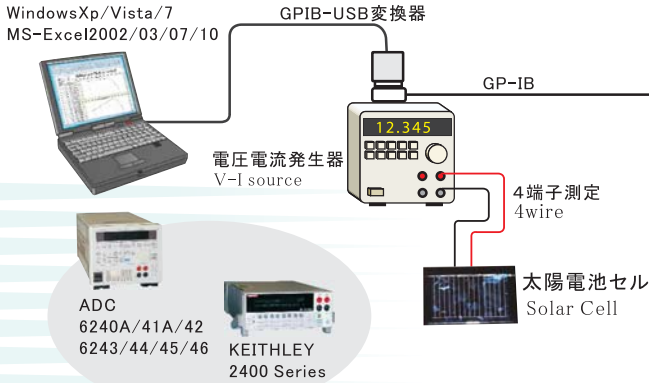 WindowsXp/Vista/7
MS-Excel2002/03/07/10
GPIB-USB変換器
GP-IB
12.345
電圧電流発生器
V-I source
4端子測定
4wire
太陽電池セル
Solar Cell
ADC
6240A/41A/42
6243/44/45/46
KEITHLEY
2400 Series